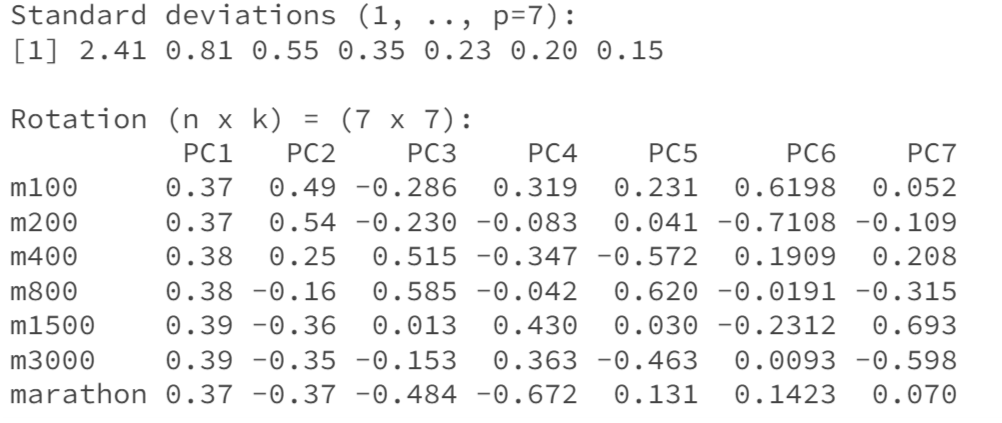 Standard deviations (1, .., p=7):
[1] 2.41 0.81 0.55 0.35 0.23 0.20 0.15
Rotation (n x k) = (7 x 7):
PC1 PC2 PC3 PC4 PC5 PC6 PC7
m100 0.37 0.49 -0.286 0.319 0.231 0.6198 0.052
m200 0.37 0.54 -0.230 -0.083 0.041 -0.7108 -0.109
m400 0.38 0.25 0.515 -0.347 -0.572 0.1909 0.208
m800 0.38 -0.16 0.585 -0.042 0.620 -0.0191 -0.315
m1500 0.39 -0.36 0.013 0.430 0.030 -0.2312 0.693
m3000 0.39 -0.35 -0.153 0.363 -0.463 0.0093 -0.598
marathon 0.37 -0.37 -0.484 -0.672 0.131 0.1423 0.070